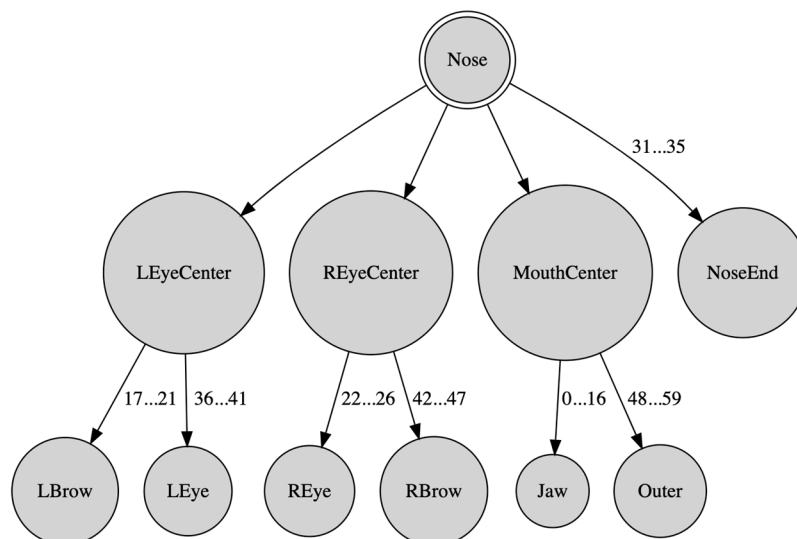 Nose
31...35
LEyeCenter
REyeCenter
MouthCenter
NoseEnd
17...21
36...41
22...26
42...47
0...16
48...59
LBrow
LEye
REye
RBrow
Jaw
Outer